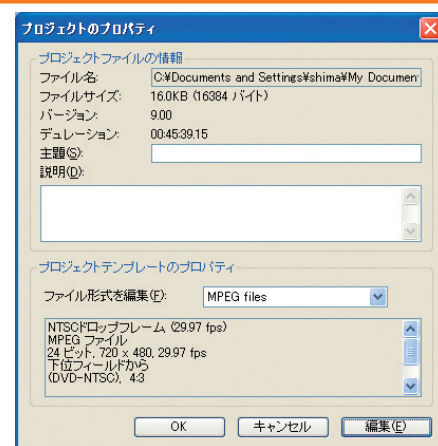 プロジェクトのプロパティ
プロジェクトファイルの情報
ファイル名: C:¥Documents and Settings¥shima¥My Documen
ファイルサイズ: 16.0KB (16384 バイト)
バージョン: 9.00
デュレーション: 00:45:39.15
主題(S):
説明(D):
プロジェクトテンプレートのプロパティ
ファイル形式を編集(F): MPEG files
NTSCドロップフレーム (29.97 fps)
MPEG ファイル
24 ビット, 720 x 480, 29.97 fps
下位フィールドから
(DVD-NTSC), 4:3
OK キャンセル 編集(E)